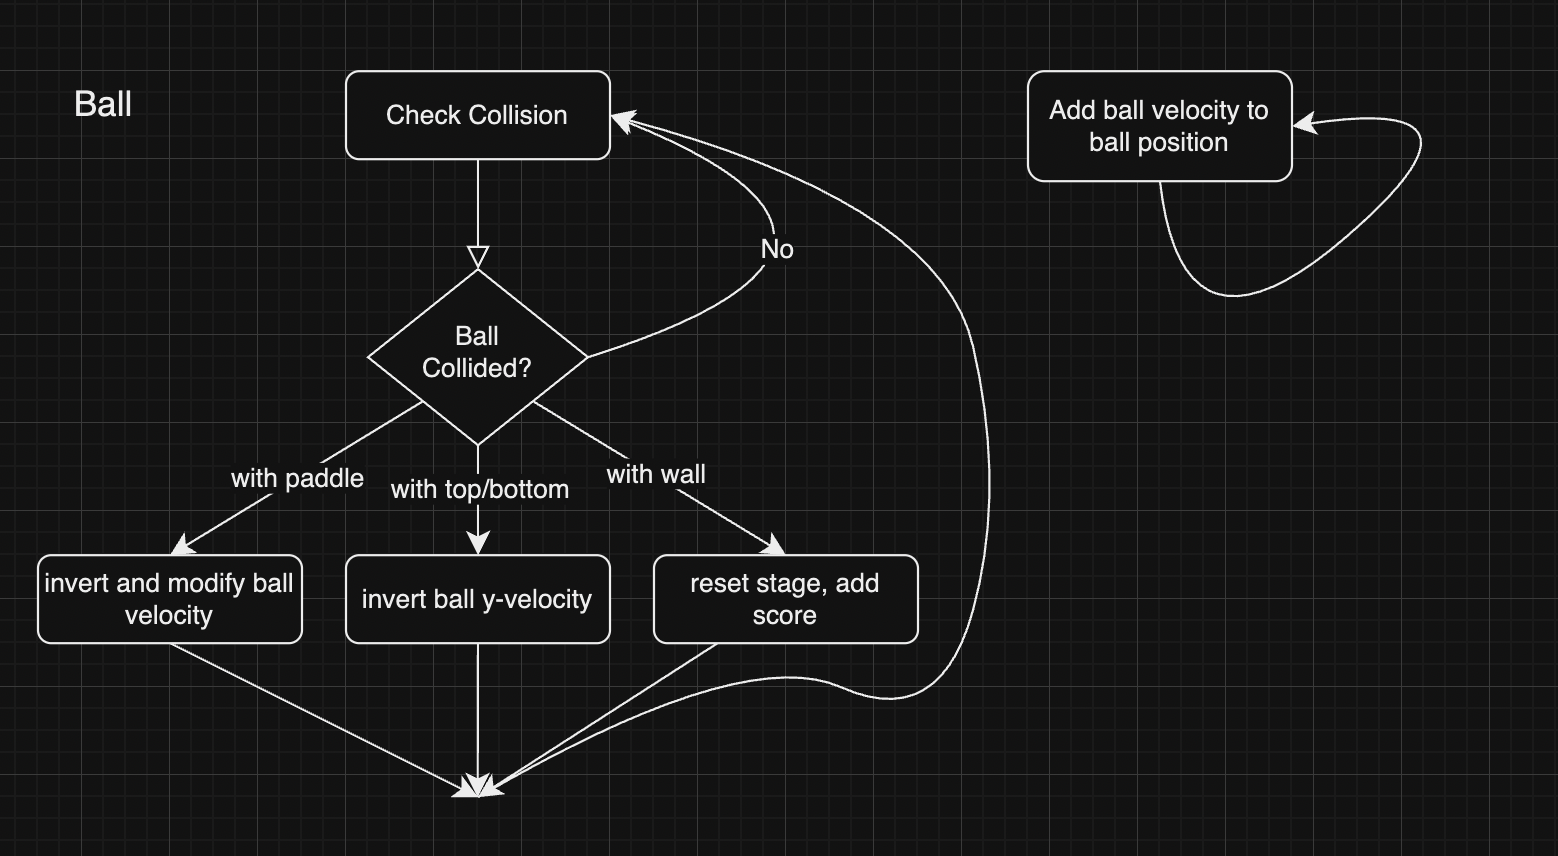 Ball
Check Collision
Add ball velocity to
ball position
No
Ball
Collided?
with paddle
with top/bottom
with wall
invert and modify ball
velocity
invert ball y-velocity
reset stage, add
score